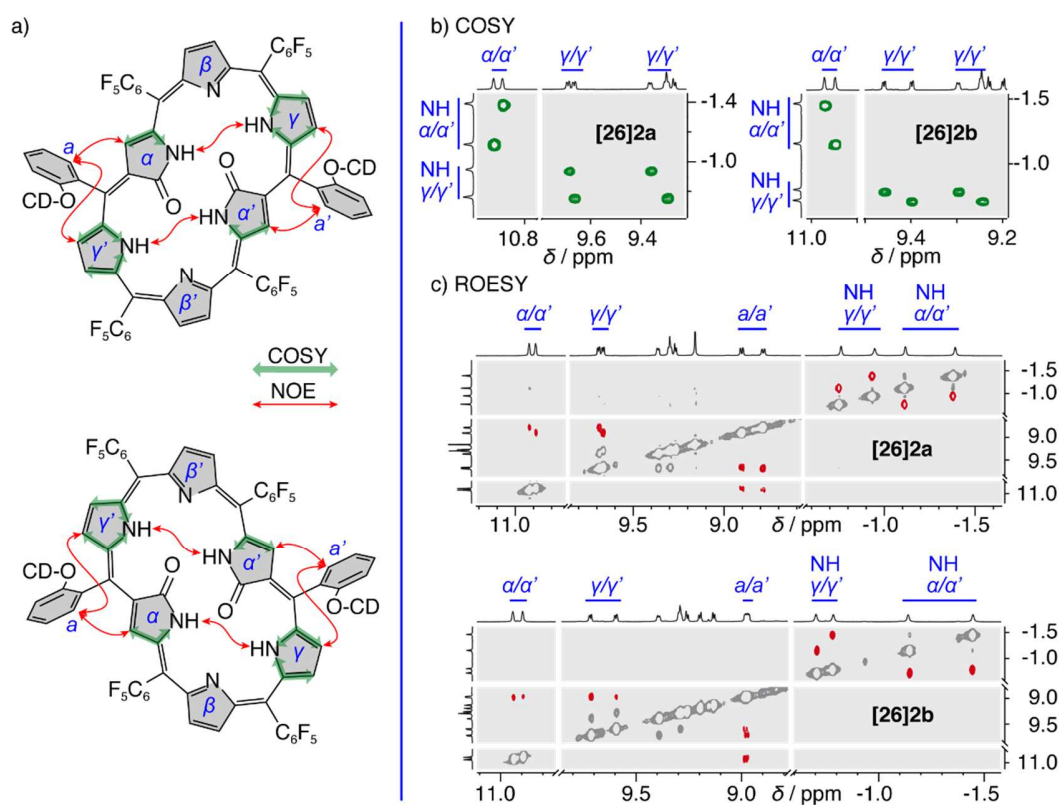 a)
β
C₆F₅
F₅C₆
N
γ
HN
a
α
NH
O
CD-O
O
O-CD
HN
α'
a'
γ'
NH
N
C₆F₅
F₅C₆
β'
COSY
NOE
F₅C₆
β'
C₆F₅
N
γ'
NH
a'
HN
α'
CD-O
O
O
O-CD
a
α
NH
HN
γ
F₅C₆
N
β
C₆F₅
b) COSY
α/α' γ/γ' γ/γ'
NH
α/α'
NH
γ/γ'
[26]2a
-1.4
-1.0
10.8 9.6 9.4
δ / ppm
α/α' γ/γ' γ/γ'
NH
α/α'
NH
γ/γ'
[26]2b
-1.5
-1.0
11.0 9.4 9.2
δ / ppm
c) ROESY
α/α' γ/γ' a/a' NH γ/γ' NH α/α'
-1.5
-1.0
9.0
9.5
11.0
[26]2a
11.0 9.5 9.0 δ / ppm -1.0 -1.5
α/α' γ/γ' a/a' NH γ/γ' NH α/α'
-1.5
-1.0
9.0
9.5
11.0
[26]2b
11.0 9.5 9.0 δ / ppm -1.0 -1.5